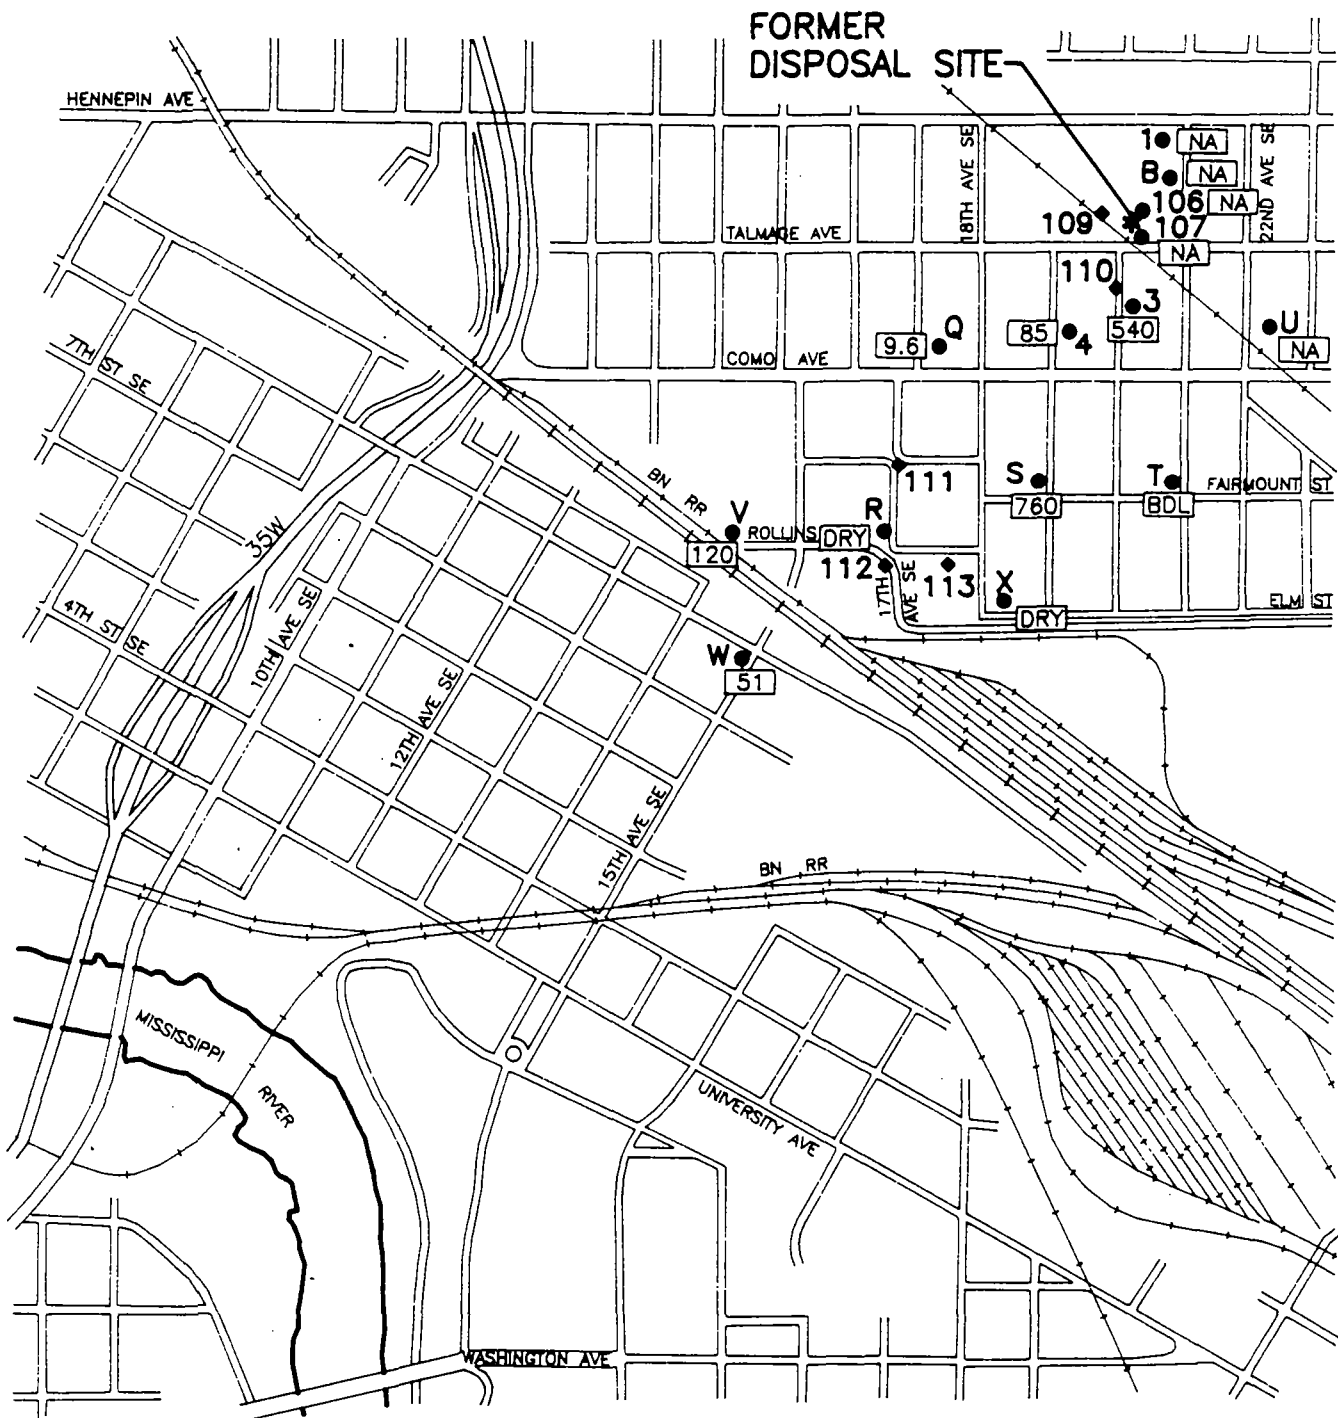 FORMER
DISPOSAL SITE
HENNEPIN AVE
1 NA
B NA
106 NA
109
107
NA
18TH AVE SE
22ND AVE SE
TALMAGE AVE
110
3
540
Q
9.6
85
4
U
NA
COMO AVE
7TH ST SE
BN RR
111
S
760
T
BDL
FAIRMOUNT ST
35W
V
120
ROLLINS
DRY
R
112
113
17TH AVE SE
X
DRY
ELM ST
4TH ST SE
10TH AVE SE
W
51
12TH AVE SE
15TH AVE SE
BN RR
MISSISSIPPI
RIVER
UNIVERSITY AVE
WASHINGTON AVE